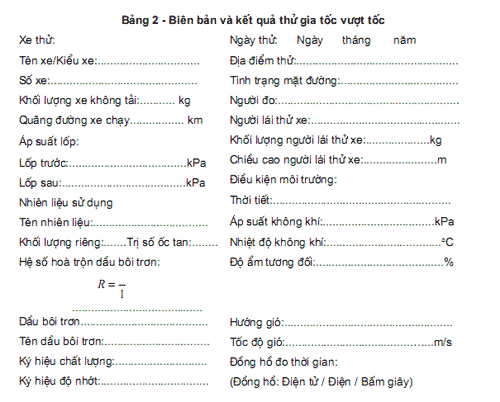 Bảng 2 - Biên bản và kết quả thử gia tốc vượt tốc
Xe thử:
Tên xe/Kiểu xe:...............................
Số xe:............................................
Khối lượng xe không tải:........... kg
Quãng đường xe chạy................. km
Áp suất lốp:
Lốp trước:....................................kPa
Lốp sau:......................................kPa
Nhiên liệu sử dụng
Tên nhiên liệu:...................................
Khối lượng riêng:.......Trị số ốc tan:........
Hệ số hoà trộn dầu bôi trơn:
R = — I
........................................
Dầu bôi trơn.......................................
Tên dầu bôi trơn:................................
Ký hiệu chất lượng:............................
Ký hiệu độ nhớt:.................................
Ngày thử: Ngày tháng năm
Địa điểm thử:.................................................
Tình trạng mặt đường:....................................
Người đo:.......................................................
Người lái thử xe:.............................................
Khối lượng người lái thử xe:...................kg
Chiều cao người lái thử xe:......................m
Điều kiện môi trường:
Thời tiết:......................................................
Áp suất không khí:..................................kPa
Nhiệt độ không khí:...................................°C
Độ ẩm tương đối:.......................................%
Hướng gió:...................................................
Tốc độ gió:............................................m/s
Đồng hồ đo thời gian:
(Đồng hồ: Điện tử / Điện / Bấm giây)